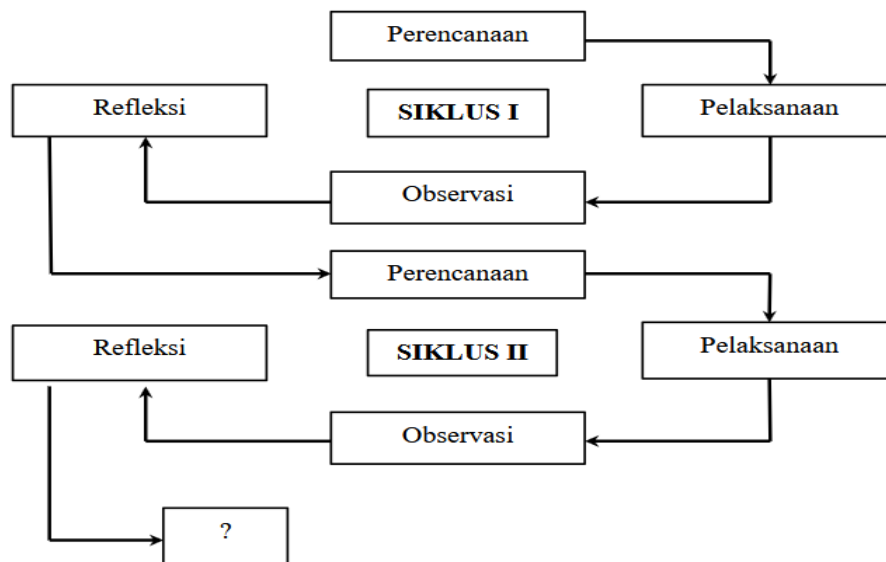 Perencanaan
Refleksi
SIKLUS I
Pelaksanaan
Observasi
Perencanaan
Refleksi
SIKLUS II
Pelaksanaan
Observasi
?